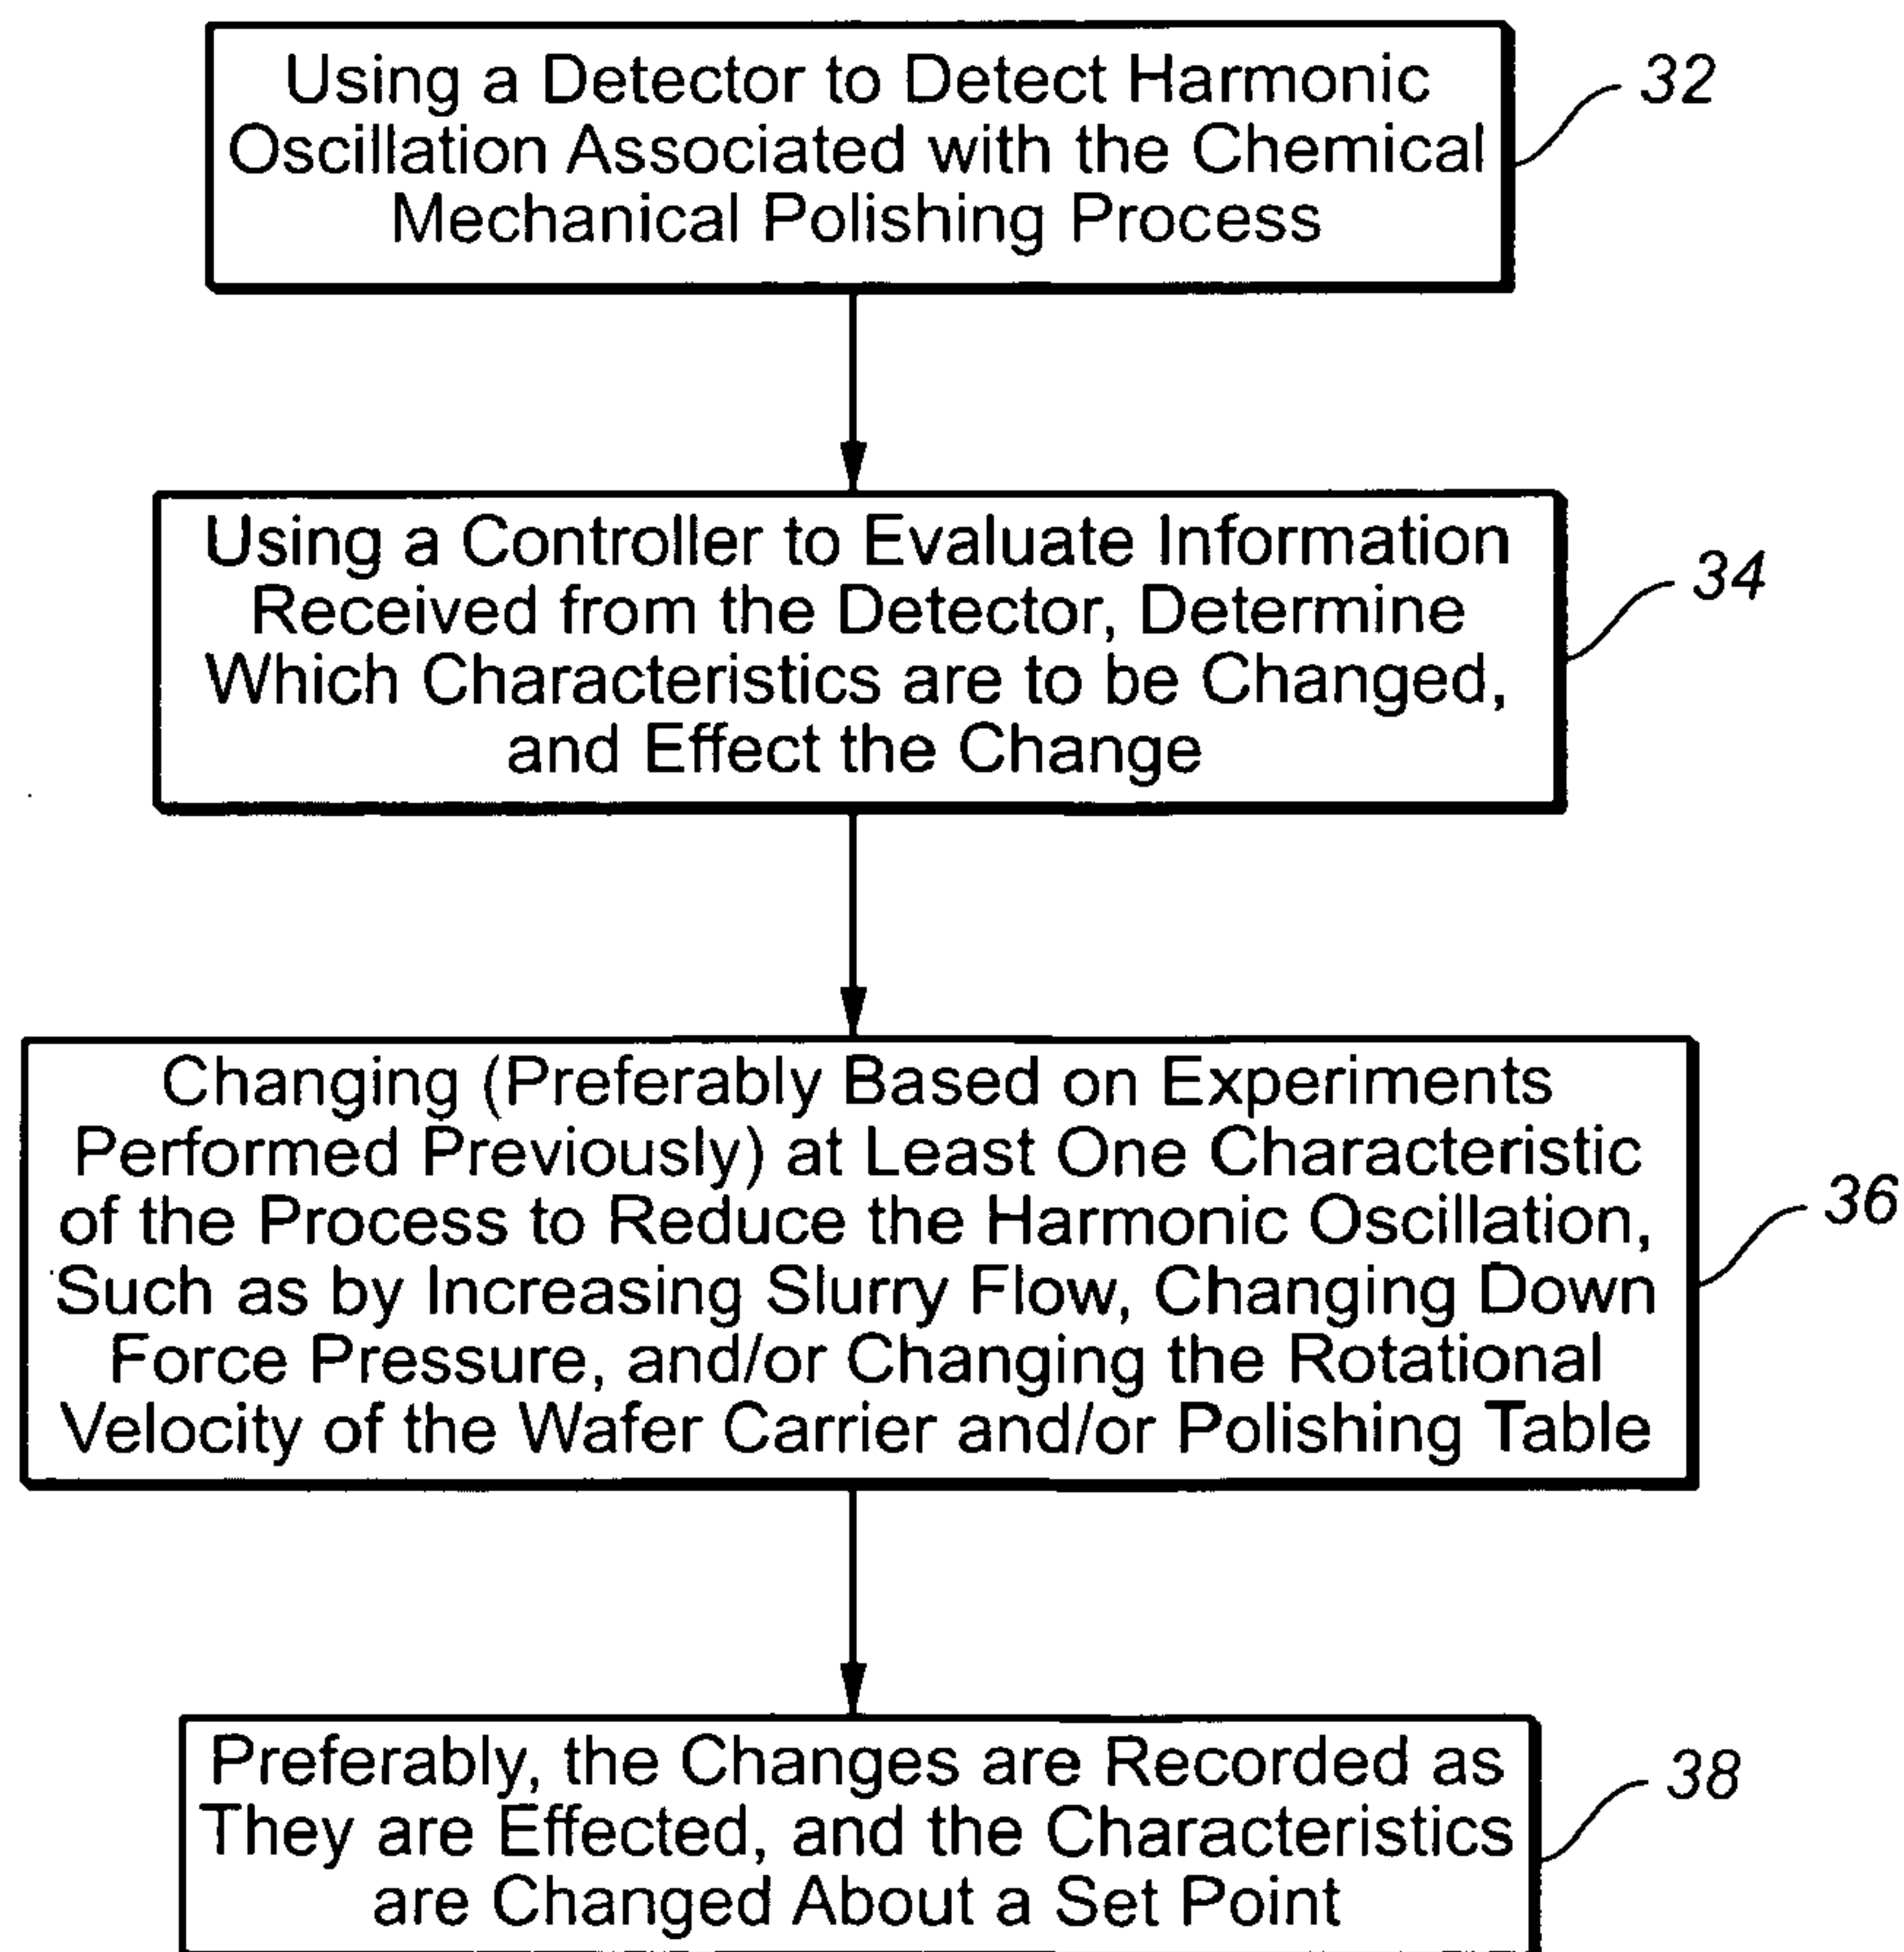 Using a Detector to Detect Harmonic
Oscillation Associated with the Chemical
Mechanical Polishing Process
32
Using a Controller to Evaluate Information
Received from the Detector, Determine
Which Characteristics are to be Changed,
and Effect the Change
34
Changing (Preferably Based on Experiments
Performed Previously) at Least One Characteristic
of the Process to Reduce the Harmonic Oscillation,
Such as by Increasing Slurry Flow, Changing Down
Force Pressure, and/or Changing the Rotational
Velocity of the Wafer Carrier and/or Polishing Table
36
Preferably, the Changes are Recorded as
They are Effected, and the Characteristics
are Changed About a Set Point
38